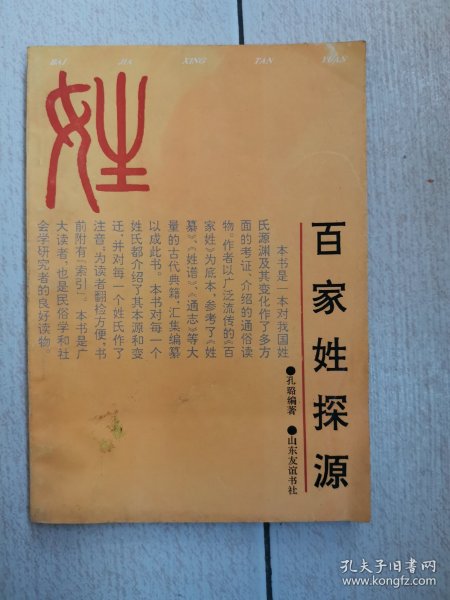 BAI JIA XING TAN YUAN
姓
百家姓探源
●孔璐编著 ●山东友谊书社
本书是一本对我国姓
氏源渊及其变化作了多方
面的考证、介绍的通俗读
物。作者以广泛流传的《百
家姓》为底本，参考了《姓
纂》、《姓谱》、《通志》等大
量的古代典籍，汇集编纂
以成此书。本书对每一个
姓氏都介绍了其本源和变
迁，并对每一个姓氏作了
注音，为读者翻检方便，书
前附有“索引”。本书是广
大读者，也是民俗学和社
会学研究者的良好读物。
孔夫子旧书网
www.kongfz.com